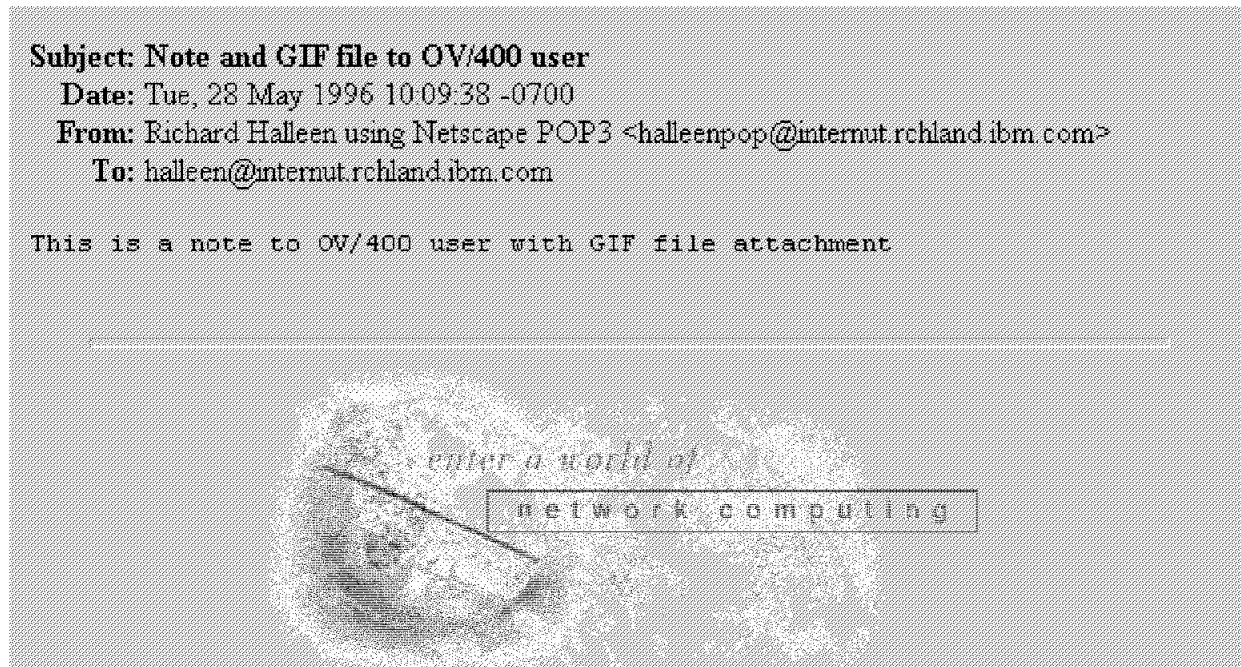 Subject: Note and GIF file to OV/400 user
Date: Tue, 28 May 1996 10:09:38 -0700
From: Richard Halleen using Netscape POP3 <halleenpop@internut.rchland.ibm.com>
To: halleen@internut.rchland.ibm.com
This is a note to OV/400 user with GIF file attachment
enter a world of
network computing